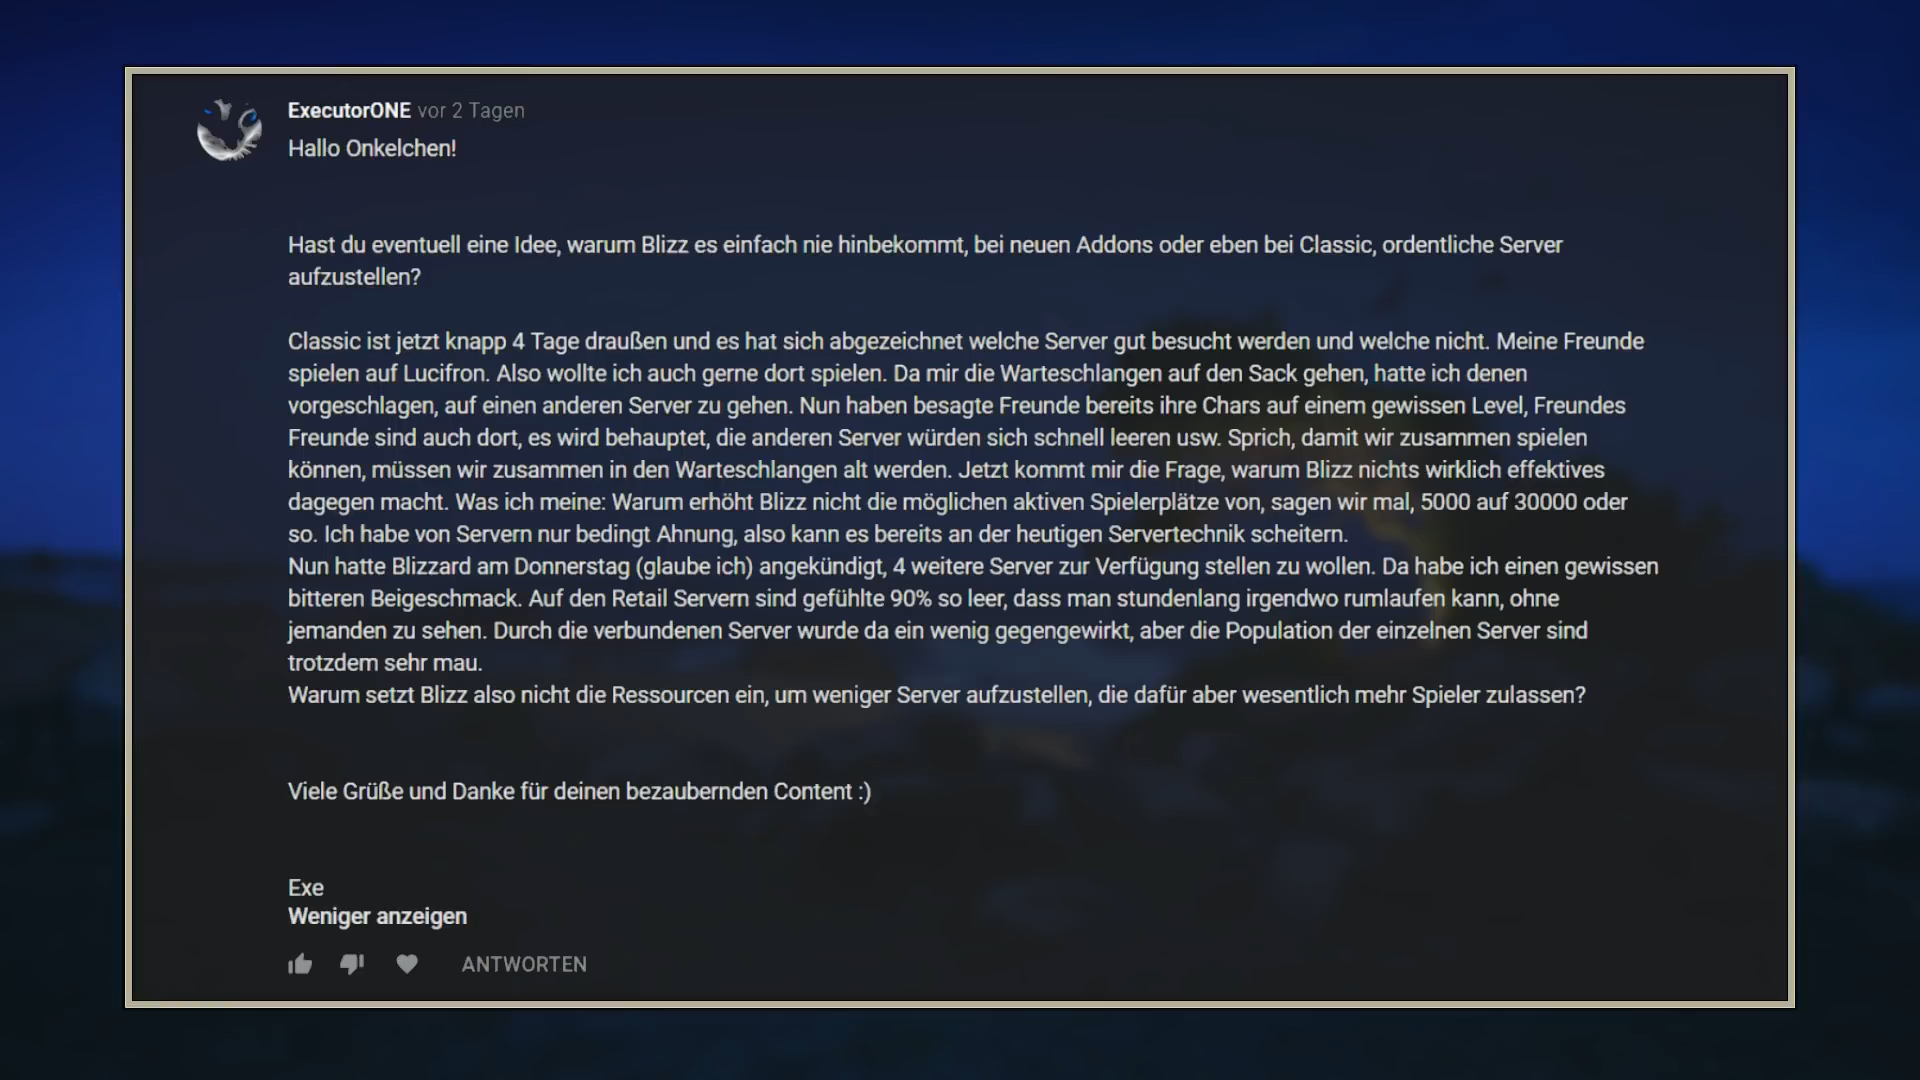 ExecutorONE vor 2 Tagen
Hallo Onkelchen!
Hast du eventuell eine Idee, warum Blizz es einfach nie hinbekommt, bei neuen Addons oder eben bei Classic, ordentliche Server
aufzustellen?
Classic ist jetzt knapp 4 Tage draußen und es hat sich abgezeichnet welche Server gut besucht werden und welche nicht. Meine Freunde
spielen auf Lucifron. Also wollte ich auch gerne dort spielen. Da mir die Warteschlangen auf den Sack gehen, hatte ich denen
vorgeschlagen, auf einen anderen Server zu gehen. Nun haben besagte Freunde bereits ihre Chars auf einem gewissen Level, Freundes
Freunde sind auch dort, es wird behauptet, die anderen Server würden sich schnell leeren usw. Sprich, damit wir zusammen spielen
können, müssen wir zusammen in den Warteschlangen alt werden. Jetzt kommt mir die Frage, warum Blizz nichts wirklich effektives
dagegen macht. Was ich meine: Warum erhöht Blizz nicht die möglichen aktiven Spielerplätze von, sagen wir mal, 5000 auf 30000 oder
so. Ich habe von Servern nur bedingt Ahnung, also kann es bereits an der heutigen Servertechnik scheitern.
Nun hatte Blizzard am Donnerstag (glaube ich) angekündigt, 4 weitere Server zur Verfügung stellen zu wollen. Da habe ich einen gewissen
bitteren Beigeschmack. Auf den Retail Servern sind gefühlte 90% so leer, dass man stundenlang irgendwo rumlaufen kann, ohne
jemanden zu sehen. Durch die verbundenen Server wurde da ein wenig gegengewirkt, aber die Population der einzelnen Server sind
trotzdem sehr mau.
Warum setzt Blizz also nicht die Ressourcen ein, um weniger Server aufzustellen, die dafür aber wesentlich mehr Spieler zulassen?
Viele Grüße und Danke für deinen bezaubernden Content :)
Exe
Weniger anzeigen
ANTWORTEN